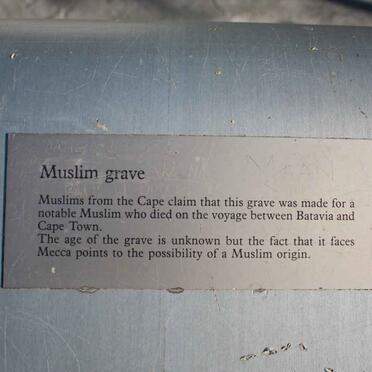 Muslim grave
Muslims from the Cape claim that this grave was made for a
notable Muslim who died on the voyage between Batavia and
Cape Town.
The age of the grave is unknown but the fact that it faces
Mecca points to the possibility of a Muslim origin.